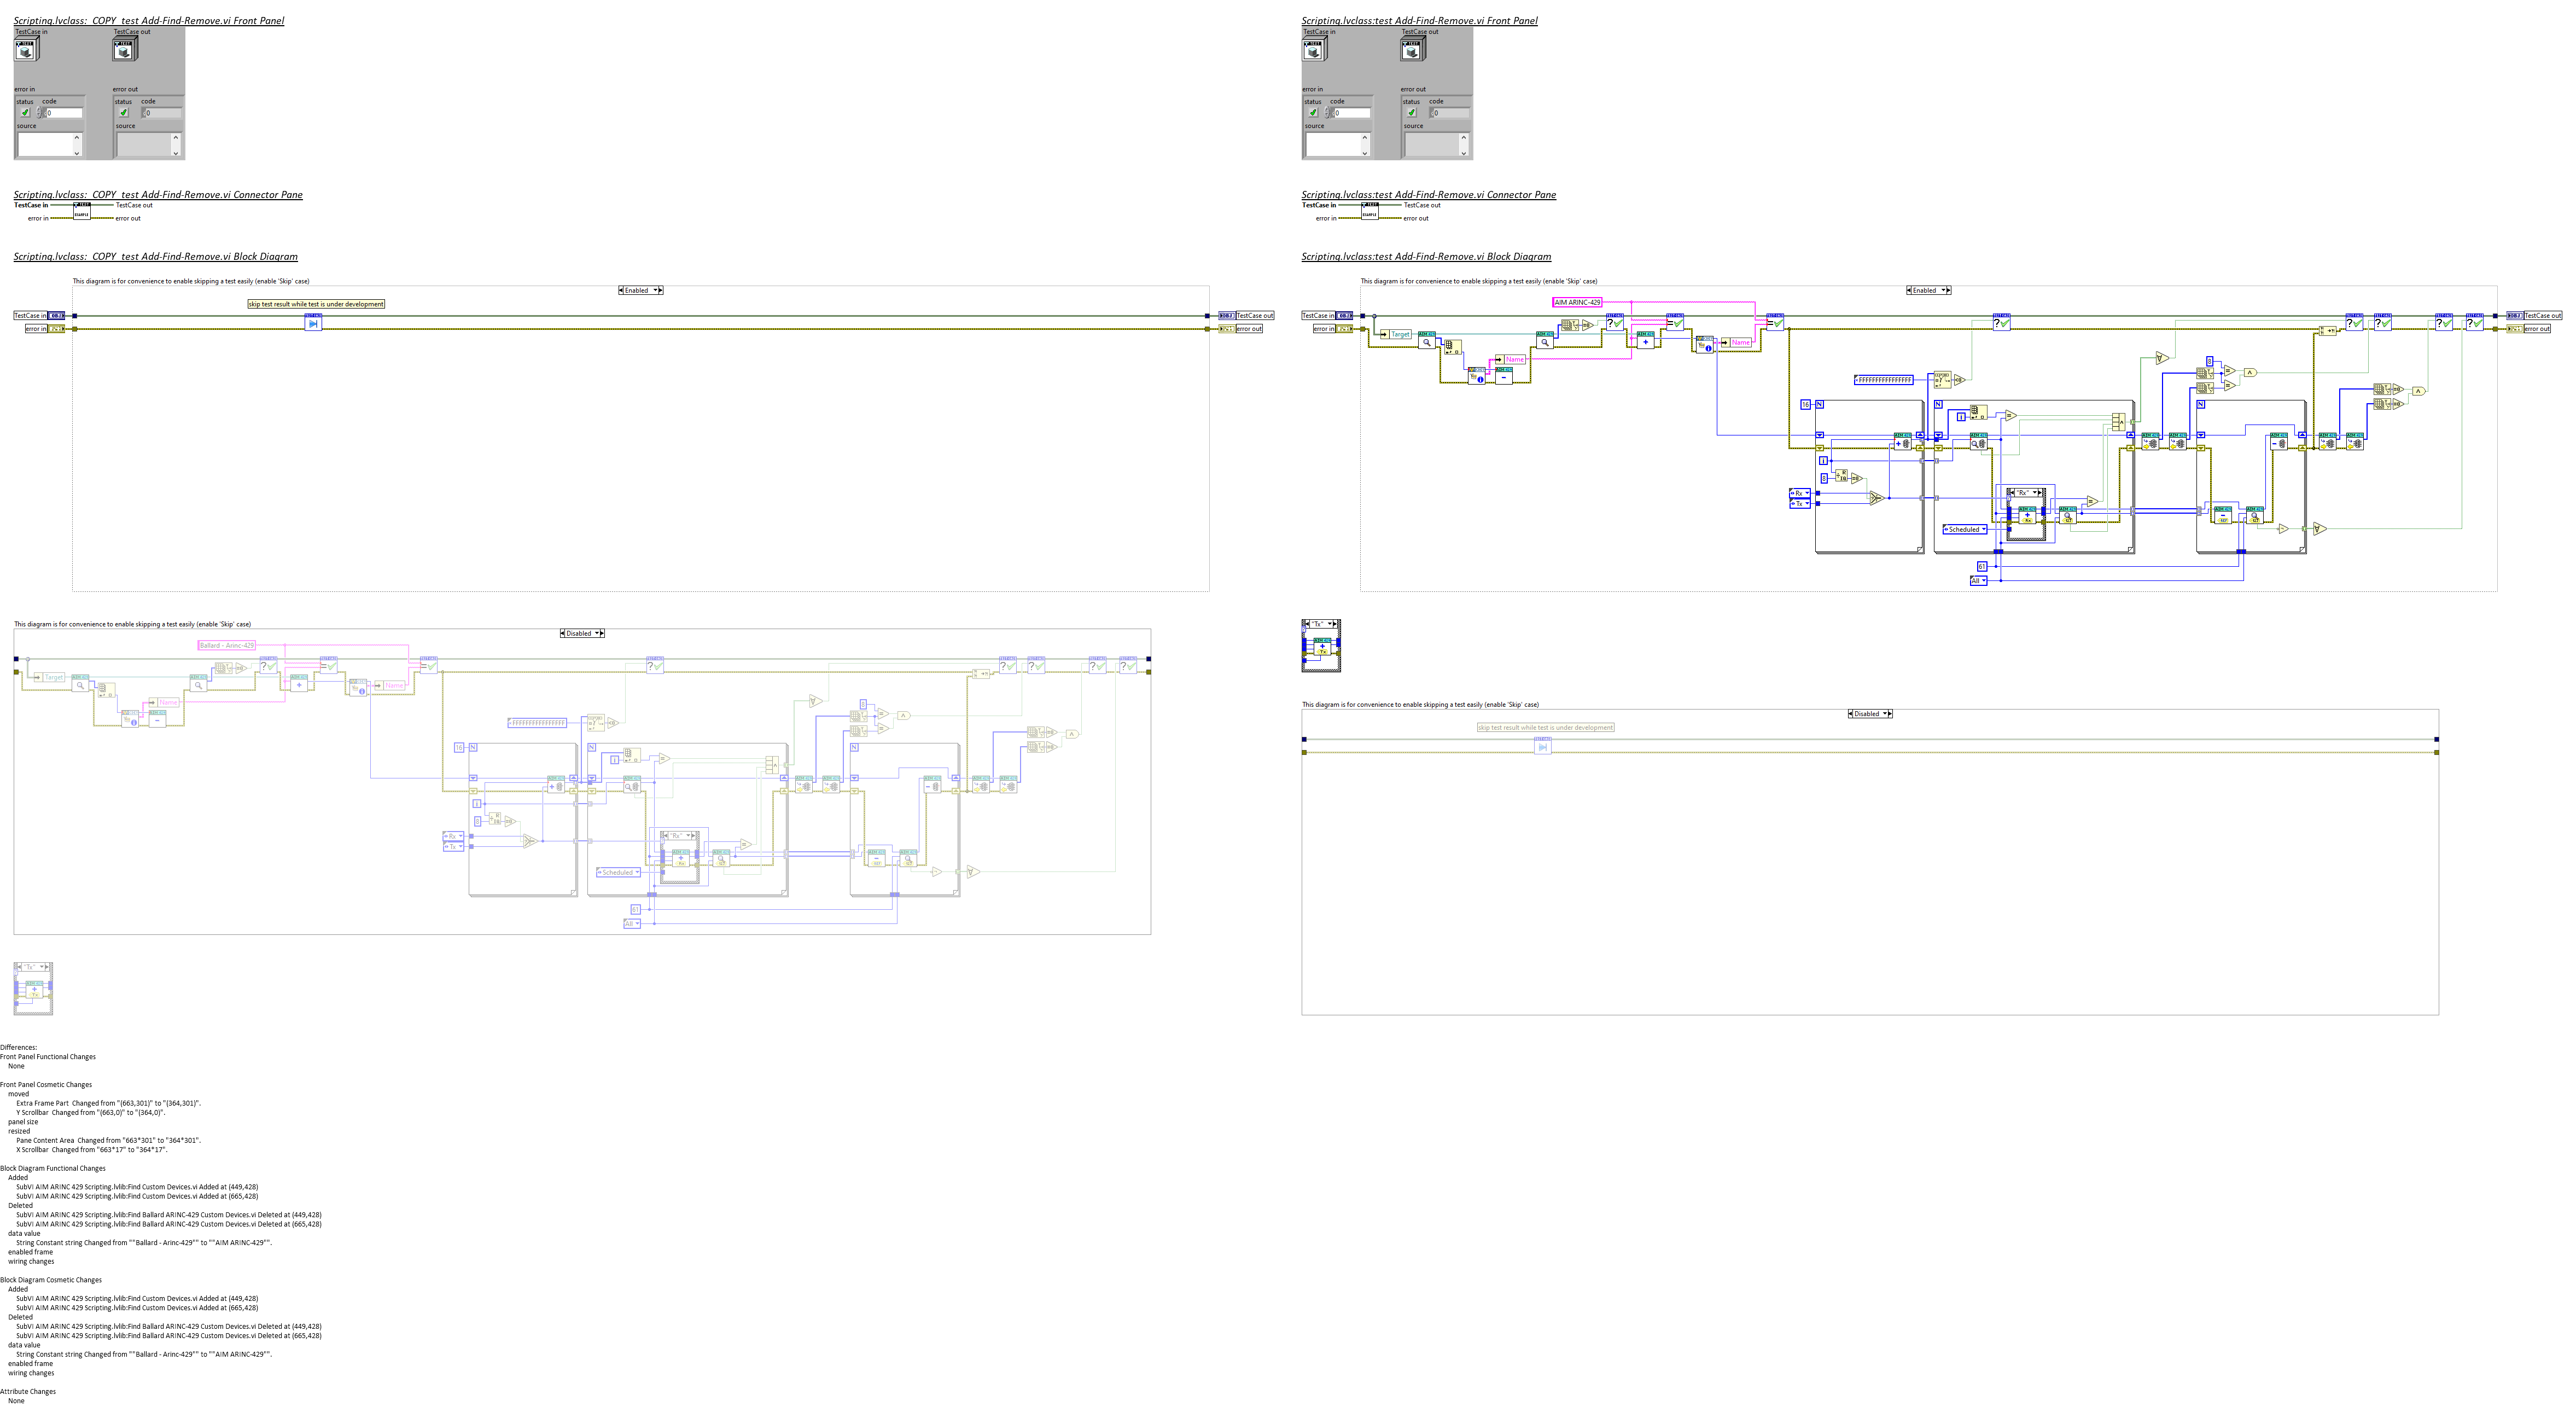 Scripting.lvclass:_COPY_test Add-Find-Remove.vi Front Panel
TestCase in
TestCase out
error in
error out
status
code
status
code
0
0
source
source
Scripting.lvclass:_COPY_test Add-Find-Remove.vi Connector Pane
TestCase in
TestCase out
error in
error out
Scripting.lvclass:_COPY_test Add-Find-Remove.vi Block Diagram
This diagram is for convenience to enable skipping a test easily (enable 'Skip' case)
Enabled
skip test result while test is under development
TestCase in
TestCase out
error in
error out
This diagram is for convenience to enable skipping a test easily (enable 'Skip' case)
Disabled
Ballard - Arinc-429
Target
Name
Name
FFFFFFFFFFFFFFFF
8
16
N
N
N
i
i
8
Rx
Tx
"Rx"
Scheduled
61
All
"Tx"
Differences:
Front Panel Functional Changes
None
Front Panel Cosmetic Changes
moved
Extra Frame Part  Changed from "(663,301)" to "(364,301)".
Y Scrollbar  Changed from "(663,0)" to "(364,0)".
panel size
resized
Pane Content Area  Changed from "663*301" to "364*301".
X Scrollbar  Changed from "663*17" to "364*17".
Block Diagram Functional Changes
Added
SubVI AIM ARINC 429 Scripting.lvlib:Find Custom Devices.vi Added at (449,428)
SubVI AIM ARINC 429 Scripting.lvlib:Find Custom Devices.vi Added at (665,428)
Deleted
SubVI AIM ARINC 429 Scripting.lvlib:Find Ballard ARINC-429 Custom Devices.vi Deleted at (449,428)
SubVI AIM ARINC 429 Scripting.lvlib:Find Ballard ARINC-429 Custom Devices.vi Deleted at (665,428)
data value
String Constant string Changed from ""Ballard - Arinc-429"" to ""AIM ARINC-429"".
enabled frame
wiring changes
Block Diagram Cosmetic Changes
Added
SubVI AIM ARINC 429 Scripting.lvlib:Find Custom Devices.vi Added at (449,428)
SubVI AIM ARINC 429 Scripting.lvlib:Find Custom Devices.vi Added at (665,428)
Deleted
SubVI AIM ARINC 429 Scripting.lvlib:Find Ballard ARINC-429 Custom Devices.vi Deleted at (449,428)
SubVI AIM ARINC 429 Scripting.lvlib:Find Ballard ARINC-429 Custom Devices.vi Deleted at (665,428)
data value
String Constant string Changed from ""Ballard - Arinc-429"" to ""AIM ARINC-429"".
enabled frame
wiring changes
Attribute Changes
None
Scripting.lvclass:test Add-Find-Remove.vi Front Panel
TestCase in
TestCase out
error in
error out
status
code
status
code
0
0
source
source
Scripting.lvclass:test Add-Find-Remove.vi Connector Pane
TestCase in
TestCase out
error in
error out
Scripting.lvclass:test Add-Find-Remove.vi Block Diagram
This diagram is for convenience to enable skipping a test easily (enable 'Skip' case)
Enabled
AIM ARINC-429
TestCase in
TestCase out
error in
error out
Target
Name
Name
FFFFFFFFFFFFFFFF
8
16
N
N
N
i
i
8
Rx
Tx
"Rx"
Scheduled
61
All
"Tx"
This diagram is for convenience to enable skipping a test easily (enable 'Skip' case)
Disabled
skip test result while test is under development